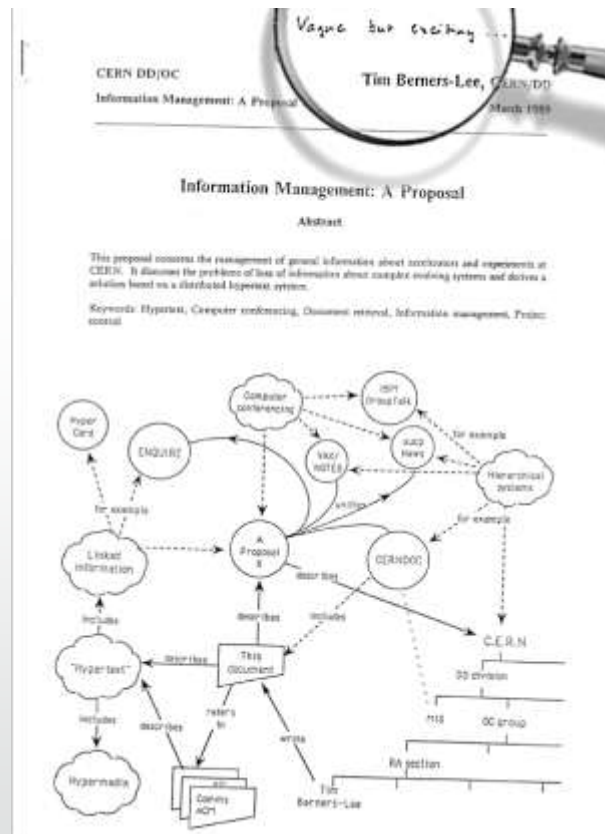 Vague but exciting ...
CERN DD/OC
Tim Berners-Lee, CERN/DD
Information Management: A Proposal
March 1989
Information Management: A Proposal
Abstract
This proposal concerns the management of general information about accelerators and experiments at
CERN. It discusses the problems of loss of information about complex evolving systems and derives a
solution based on a distributed hypertext system.
Keywords: Hypertext, Computer conferencing, Document retrieval, Information management, Project
control
Computer
conferencing
IBM
GroupTalk
Hyper
Card
ENQUIRE
VAX/
NOTES
uucp
News
for example
Hierarchical
systems
for example
unifies
for example
Linked
information
A
Proposal
X
CERNDOC
describes
includes
describes
includes
C.E.R.N
"Hypertext"
describes
This
document
DD division
includes
describes
refers
to
MIS
OC group
wrote
RA section
Hypermedia
Comms
ACM
Tim
Berners-Lee